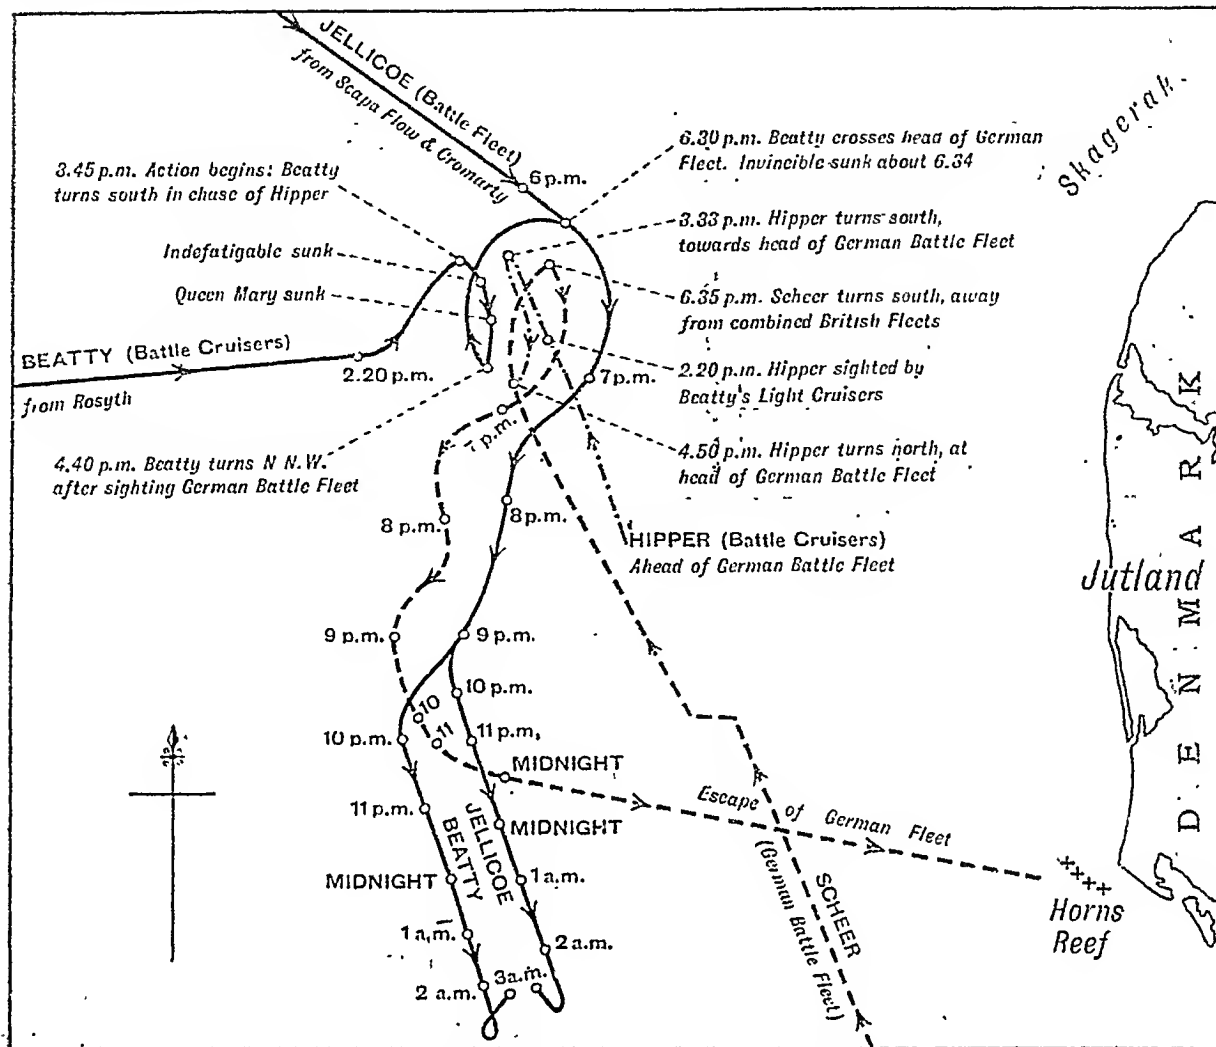 JELLICOE (Battle Fleet)
from Scapa Flow & Cromarty
6 p.m.
6.30 p.m. Beatty crosses head of German
Fleet. Invincible sunk about 6.34
Skagerak
3.45 p.m. Action begins: Beatty
turns south in chase of Hipper
3.33 p.m. Hipper turns south,
towards head of German Battle Fleet
Indefatigable sunk
Queen Mary sunk
6.35 p.m. Scheer turns south, away
from combined British Fleets
BEATTY (Battle Cruisers)
from Rosyth
2.20 p.m.
2.20 p.m. Hipper sighted by
Beatty's Light Cruisers
7 p.m.
p.m.
4.40 p.m. Beatty turns N N.W.
after sighting German Battle Fleet
4.50 p.m. Hipper turns north, at
head of German Battle Fleet
8 p.m.
8 p.m.
HIPPER (Battle Cruisers)
Ahead of German Battle Fleet
Jutland
DENMARK
9 p.m.
9 p.m.
10 p.m.
10
11
10 p.m.
11 p.m,
MIDNIGHT
Escape of German Fleet
11 p.m.
JELLICOE
BEATTY
MIDNIGHT
MIDNIGHT
1 a.m.
SCHEER
(German Battle Fleet)
Horns
Reef
1 a.m.
2 a.m.
3 a.m.
2 a.m.